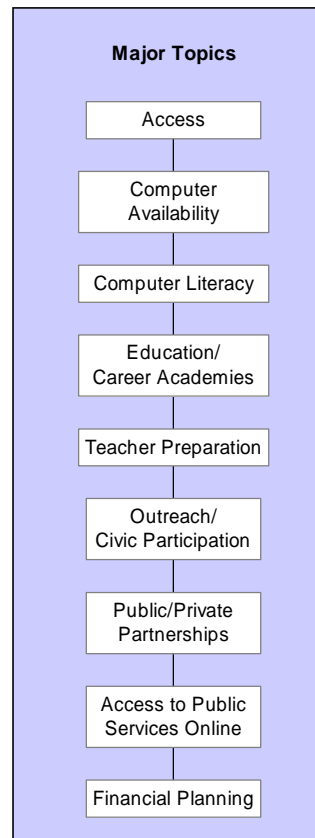 Major Topics
Access
Computer
Availability
Computer Literacy
Education/
Career Academies
Teacher Preparation
Outreach/
Civic Participation
Public/Private
Partnerships
Access to Public
Services Online
Financial Planning